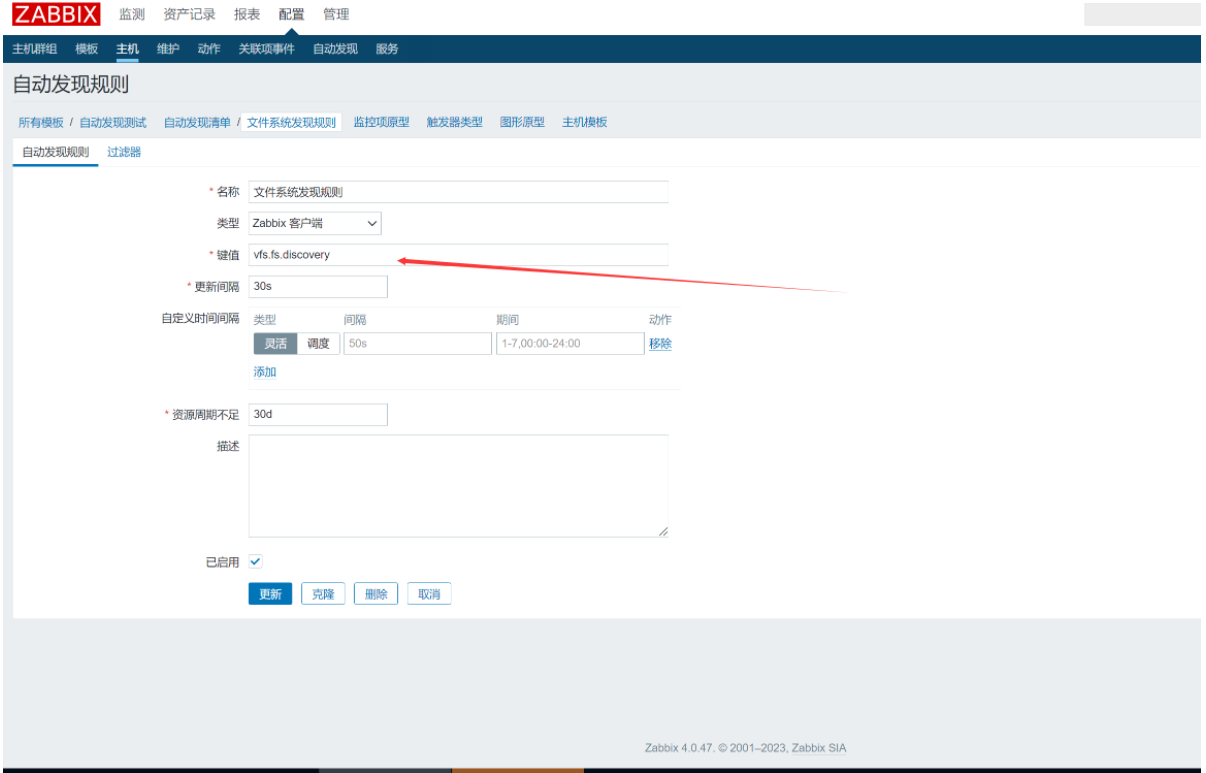 ZABBIX 监测 资产记录 报表 配置 管理
主机群组 模板 主机 维护 动作 关联项事件 自动发现 服务
自动发现规则
所有模板 / 自动发现测试 自动发现清单 / 文件系统发现规则 监控项原型 触发器类型 图形原型 主机模板
自动发现规则 过滤器
* 名称 文件系统发现规则
类型 Zabbix 客户端
* 键值 vfs.fs.discovery
* 更新间隔 30s
自定义时间间隔 类型 间隔 期间 动作
灵活 调度 50s 1-7,00:00-24:00 移除
添加
* 资源周期不足 30d
描述
已启用
更新 克隆 删除 取消
Zabbix 4.0.47. © 2001–2023, Zabbix SIA